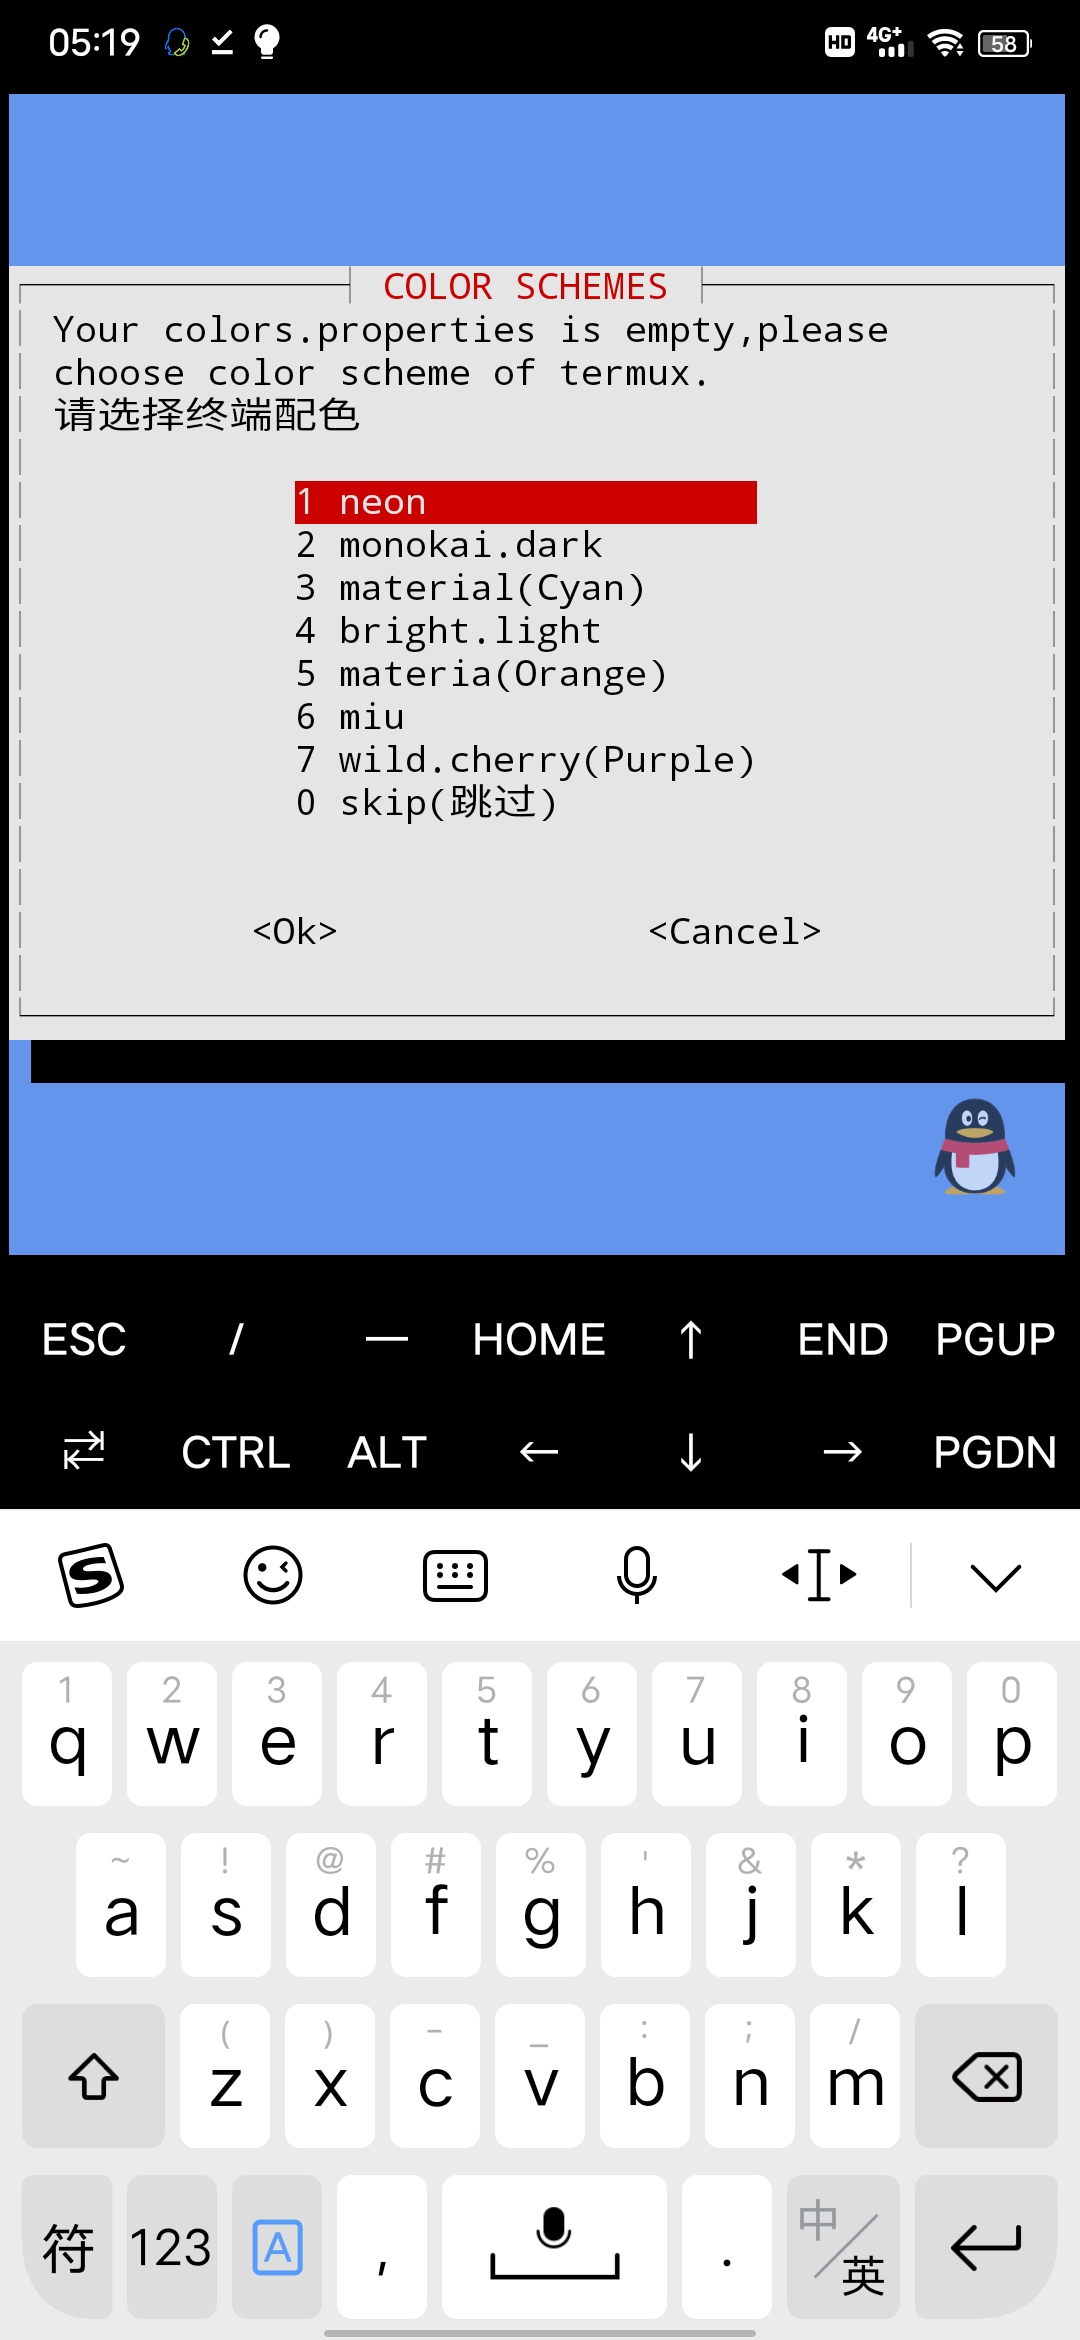 05:19
HD 4G+ 58
COLOR SCHEMES
Your colors.properties is empty,please
choose color scheme of termux.
请选择终端配色
1 neon
2 monokai.dark
3 material(Cyan)
4 bright.light
5 materia(Orange)
6 miu
7 wild.cherry(Purple)
0 skip(跳过)
<Ok> <Cancel>
ESC / — HOME ↑ END PGUP
⇄ CTRL ALT ← ↓ → PGDN
S
1 2 3 4 5 6 7 8 9 0
q w e r t y u i o p
~ ! @ # % ' & * ?
a s d f g h j k l
( ) - _ : ; /
z x c v b n m
符 123 A , . 中/英